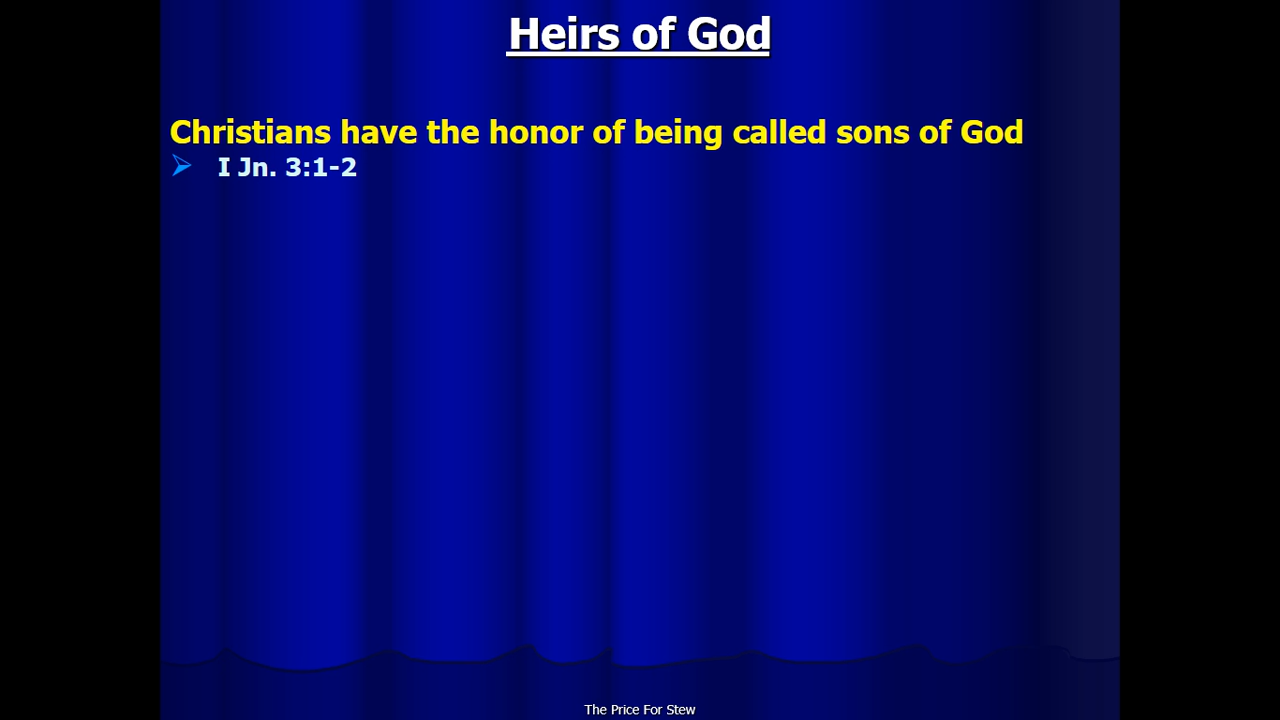 Heirs of God
Christians have the honor of being called sons of God
I Jn. 3:1-2
The Price For Stew